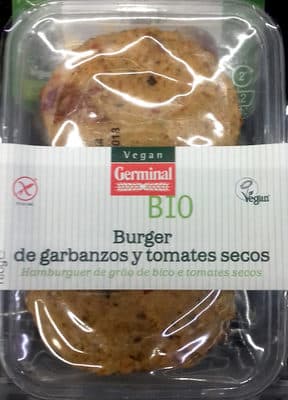 Vegan
Germinal
BIO
Vegan
Burger
de garbanzos y tomates secos
Hamburguer de grão de bico e tomates secos